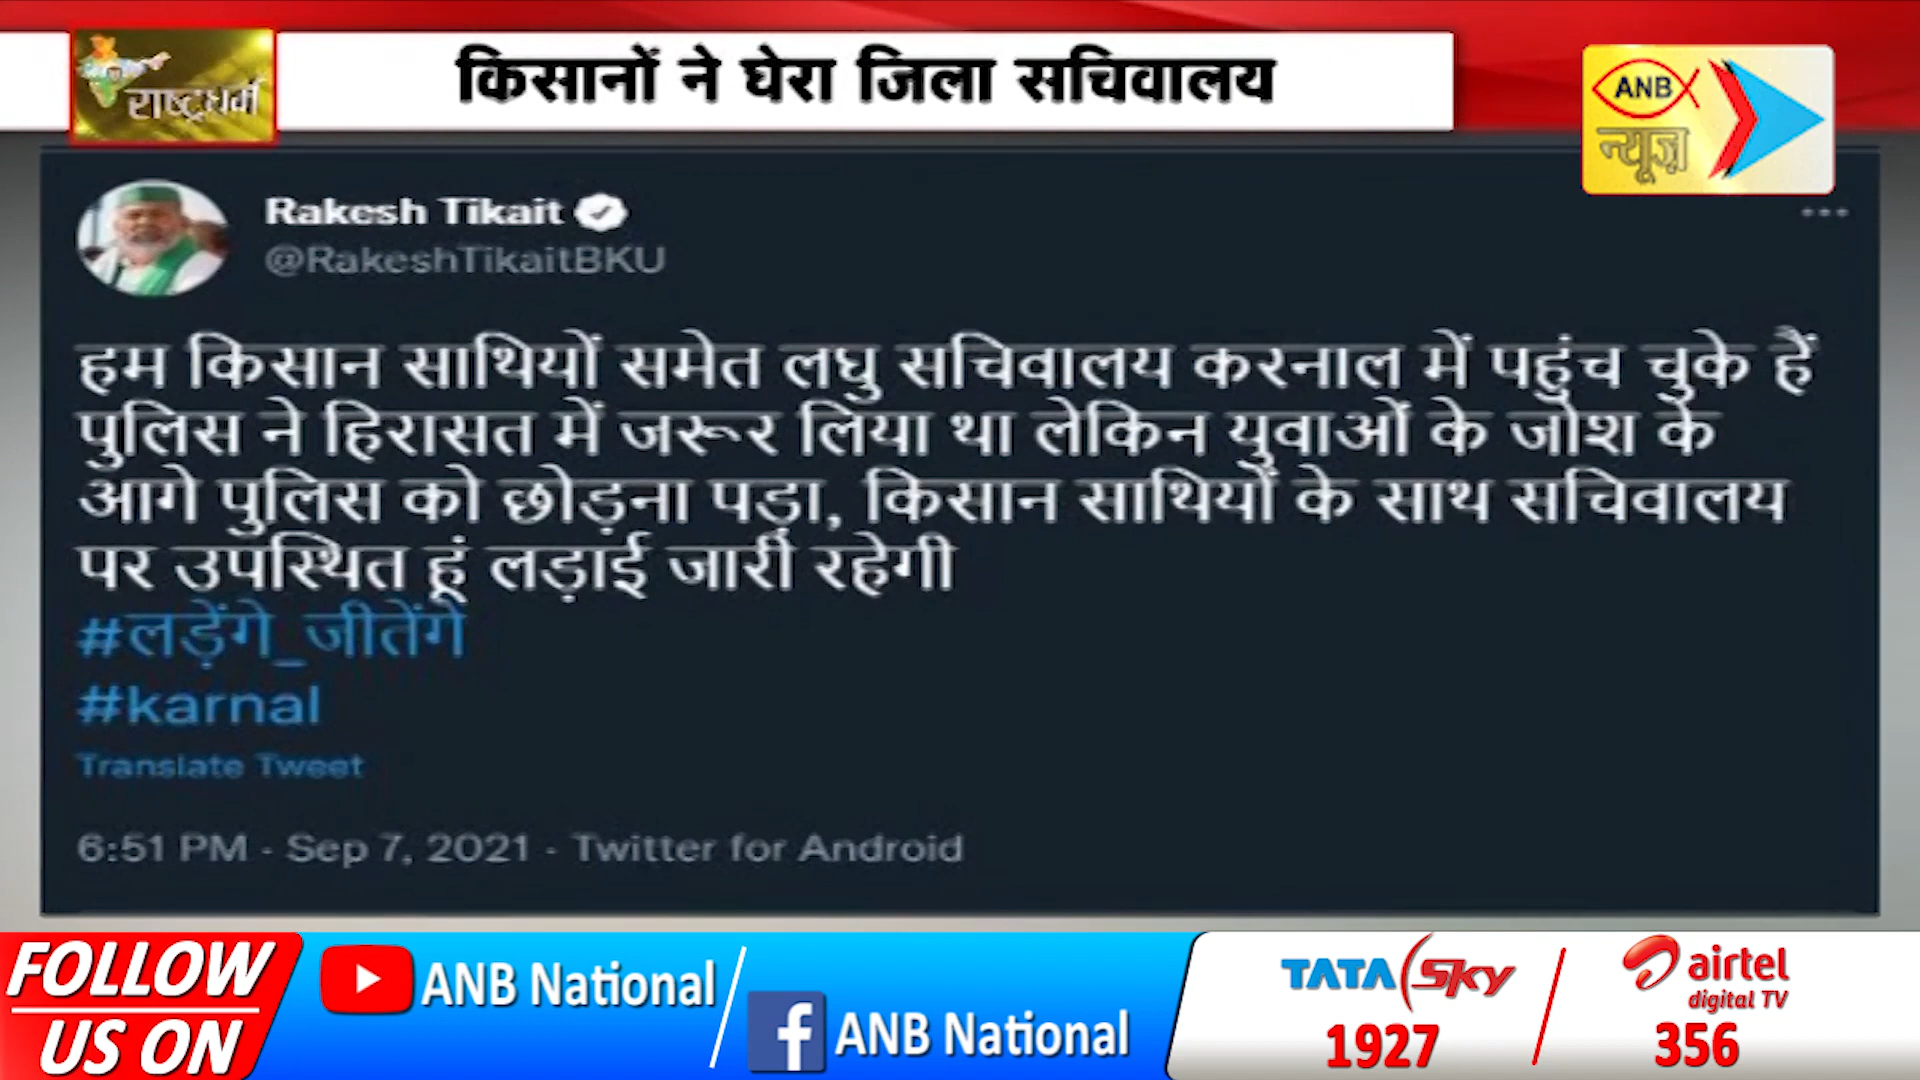 किसानों ने घेरा जिला सचिवालय
राष्ट्रधर्म
ANB
न्यूज़
Rakesh Tikait
@RakeshTikaitBKU
हम किसान साथियों समेत लघु सचिवालय करनाल में पहुंच चुके हैं
पुलिस ने हिरासत में जरूर लिया था लेकिन युवाओं के जोश के
आगे पुलिस को छोड़ना पड़ा, किसान साथियों के साथ सचिवालय
पर उपस्थित हूं लड़ाई जारी रहेगी
#लड़ेंगे_जीतेंगे
#karnal
Translate Tweet
6:51 PM · Sep 7, 2021 · Twitter for Android
FOLLOW
US ON
ANB National
ANB National
TATA Sky
1927
airtel
digital TV
356